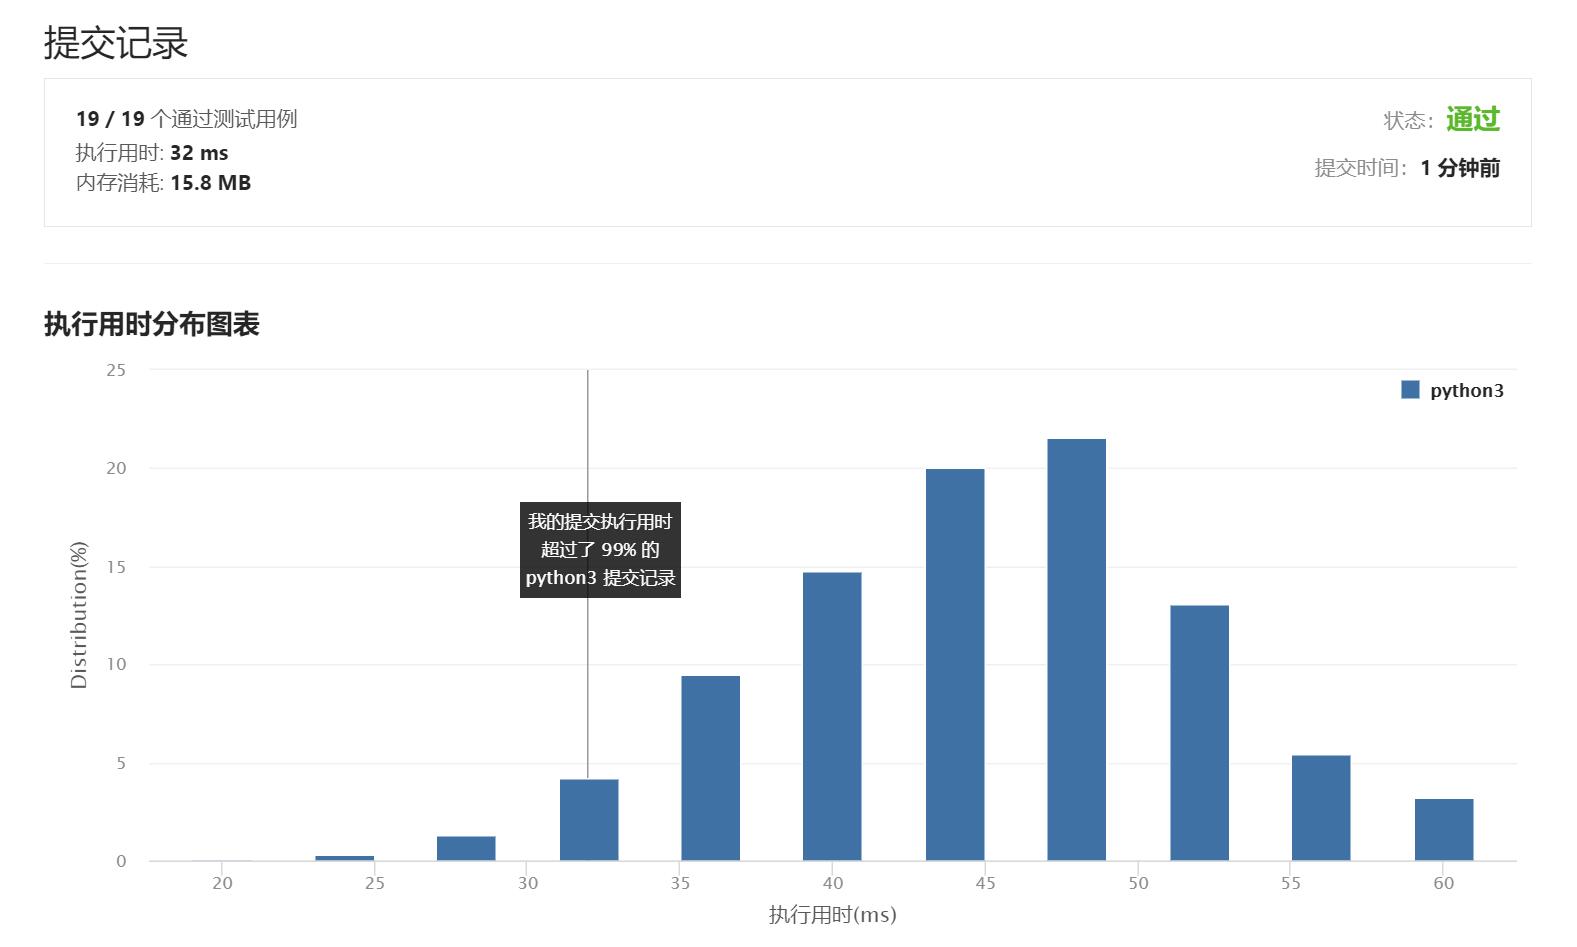 提交记录
19 / 19 个通过测试用例
状态：通过
执行用时: 32 ms
提交时间：1 分钟前
内存消耗: 15.8 MB
执行用时分布图表
25
python3
20
我的提交执行用时
超过了 99% 的
python3 提交记录
15
Distribution(%)
10
5
0
20 25 30 35 40 45 50 55 60
执行用时(ms)